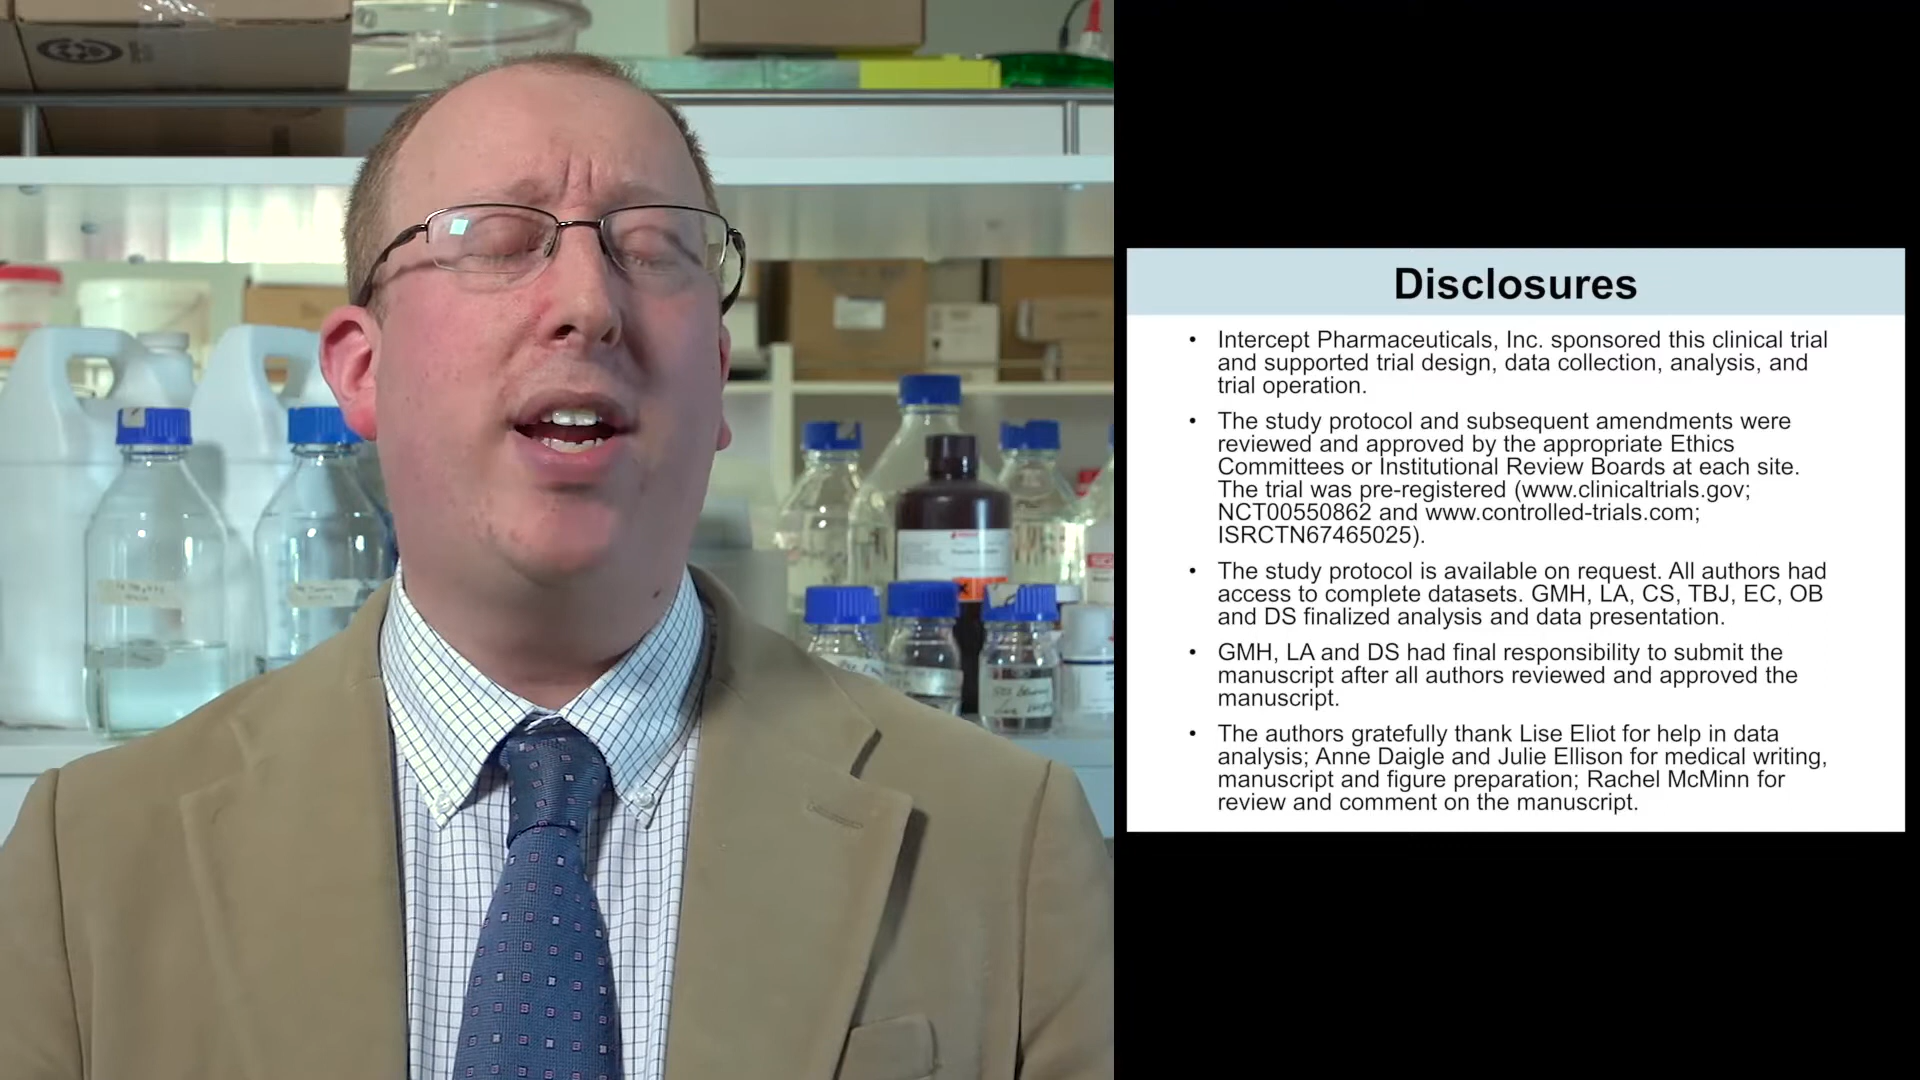 Disclosures
• Intercept Pharmaceuticals, Inc. sponsored this clinical trial
and supported trial design, data collection, analysis, and
trial operation.
• The study protocol and subsequent amendments were
reviewed and approved by the appropriate Ethics
Committees or Institutional Review Boards at each site.
The trial was pre-registered (www.clinicaltrials.gov;
NCT00550862 and www.controlled-trials.com;
ISRCTN67465025).
• The study protocol is available on request. All authors had
access to complete datasets. GMH, LA, CS, TBJ, EC, OB
and DS finalized analysis and data presentation.
• GMH, LA and DS had final responsibility to submit the
manuscript after all authors reviewed and approved the
manuscript.
• The authors gratefully thank Lise Eliot for help in data
analysis; Anne Daigle and Julie Ellison for medical writing,
manuscript and figure preparation; Rachel McMinn for
review and comment on the manuscript.